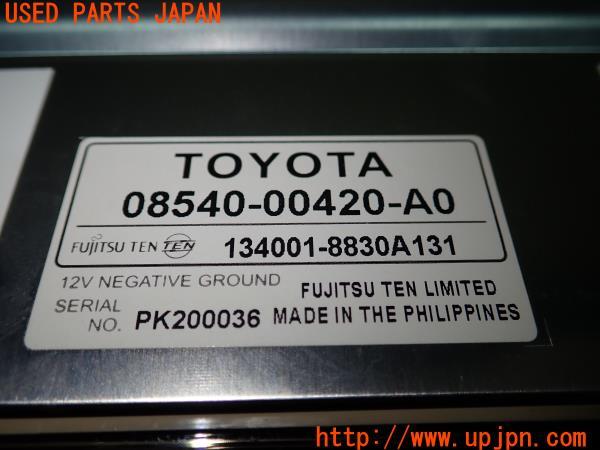 USED PARTS JAPAN
TOYOTA
08540-00420-A0
FUJITSU TEN TEN 134001-8830A131
12V NEGATIVE GROUND
FUJITSU TEN LIMITED
SERIAL NO. PK200036
MADE IN THE PHILIPPINES
http://www.upjpn.com/